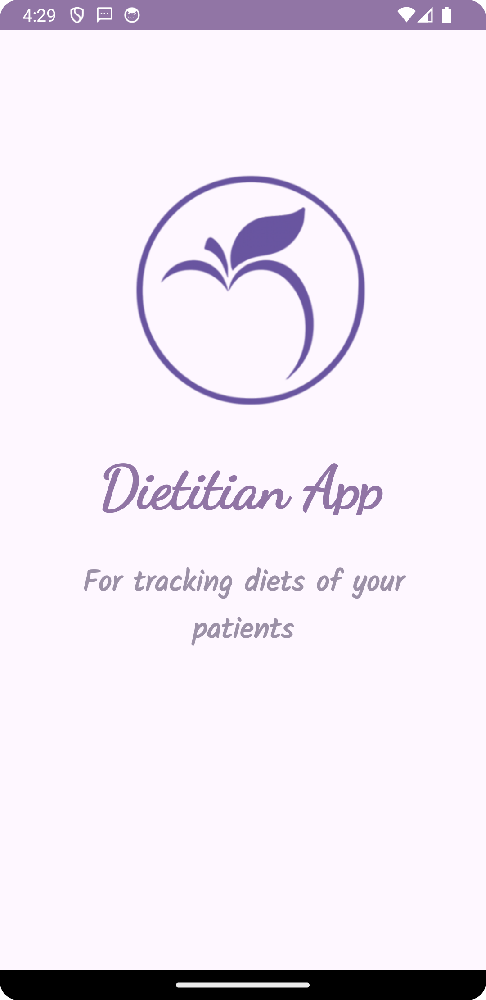 4:29
Dietitian App
For tracking diets of your
patients